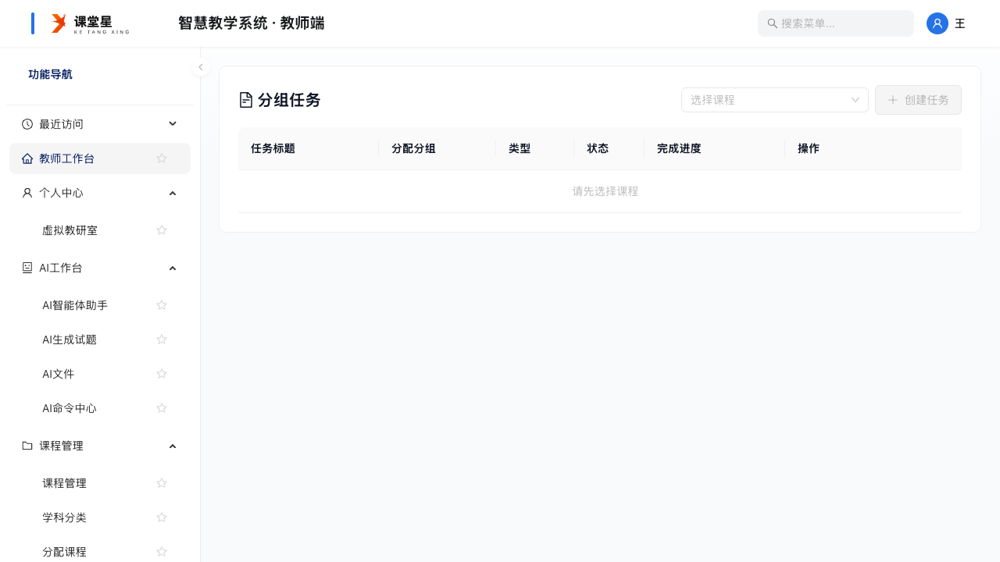 课堂星
KE TANG XING
智慧教学系统 · 教师端
搜索菜单...
王
功能导航
最近访问
教师工作台
个人中心
虚拟教研室
AI工作台
AI智能体助手
AI生成试题
AI文件
AI命令中心
课程管理
课程管理
学科分类
分配课程
分组任务
选择课程
创建任务
任务标题 分配分组 类型 状态 完成进度 操作
请先选择课程